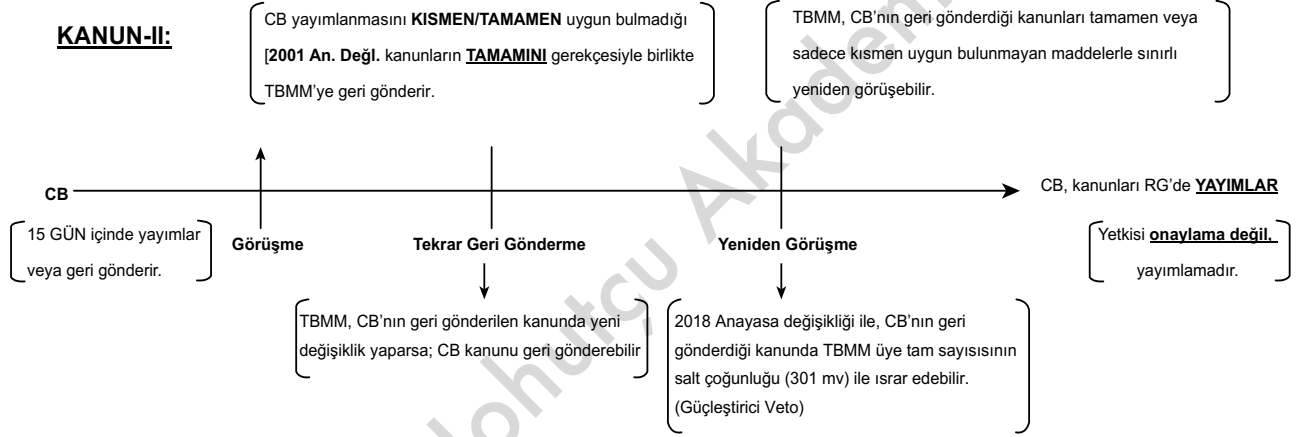 KANUN-II:
CB yayımlanmasını KISMEN/TAMAMEN uygun bulmadığı
[2001 An. Değl. kanunların TAMAMINI gerekçesiyle birlikte
TBMM’ye geri gönderir.
TBMM, CB’nın geri gönderdiği kanunları tamamen veya
sadece kısmen uygun bulunmayan maddelerle sınırlı
yeniden görüşebilir.
CB
15 GÜN içinde yayımlar
veya geri gönderir.
Görüşme
Tekrar Geri Gönderme
Yeniden Görüşme
CB, kanunları RG’de YAYIMLAR
Yetkisi onaylama değil,
yayımlamadır.
TBMM, CB’nın geri gönderilen kanunda yeni
değişiklik yaparsa; CB kanunu geri gönderebilir
2018 Anayasa değişikliği ile, CB’nın geri
gönderdiği kanunda TBMM üye tam sayısısının
salt çoğunluğu (301 mv) ile ısrar edebilir.
(Güçleştirici Veto)